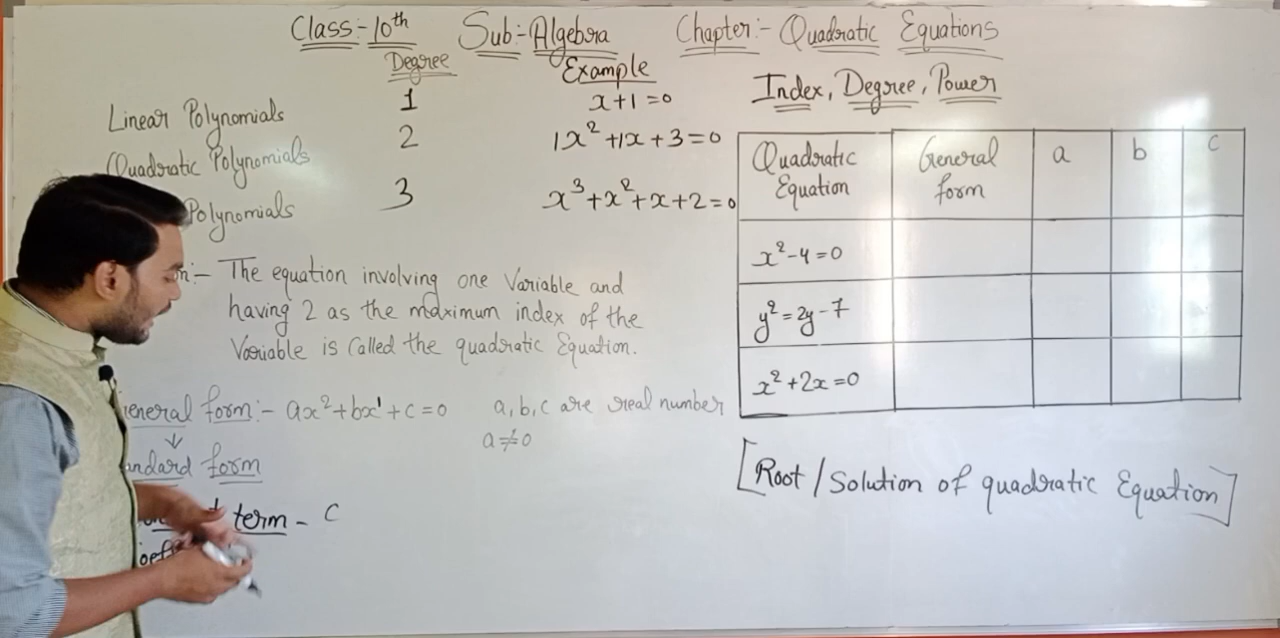 Class:- 10th Sub:- Algebra Chapter:- Quadratic Equations
Degree Example
Linear Polynomials 1 x+1=0
Quadratic Polynomials 2 1x²+1x+3=0
Polynomials 3 x³+x²+x+2=0
:- The equation involving one Variable and
having 2 as the maximum index of the
Variable is Called the quadratic Equation.
eneral form:- ax²+bx¹+c=0 a, b, c are real number
a≠0
andard form
term - c
Index, Degree, Power
Quadratic Equation General form a b c
x²-4=0
y²=2y-7
x²+2x=0
[Root/Solution of quadratic Equation]